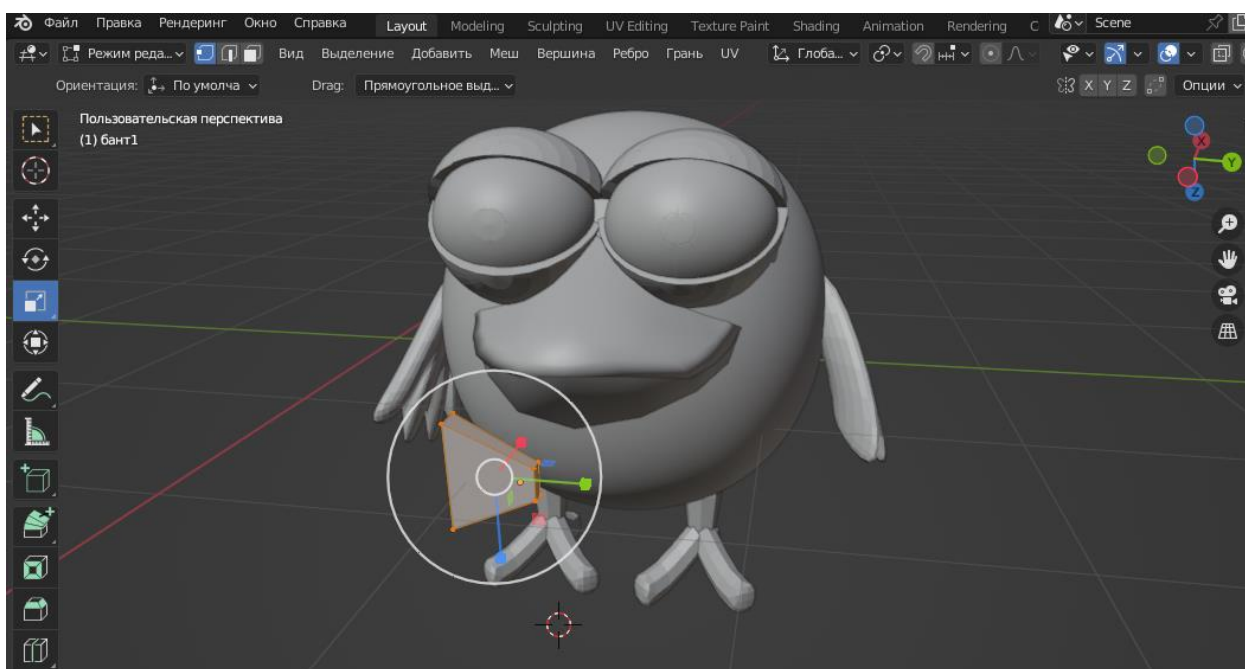 Файл Правка Рендеринг Окно Справка Layout Modeling Sculpting UV Editing Texture Paint Shading Animation Rendering C Scene
Режим реда... Вид Выделение Добавить Меш Вершина Ребро Грань UV Глоба...
Ориентация: По умолча Drag: Прямоугольное выд... X Y Z Опции
Пользовательская перспектива
(1) бант1
X
Y
Z